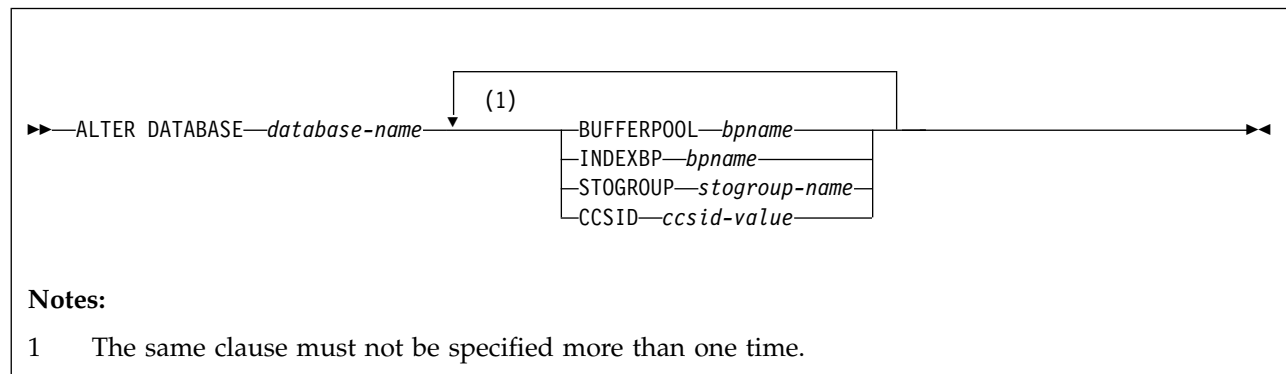 (1)
ALTER DATABASE database-name BUFFERPOOL bpname
INDEXBP bpname
STOGROUP stogroup-name
CCSID ccsid-value
Notes:
1 The same clause must not be specified more than one time.